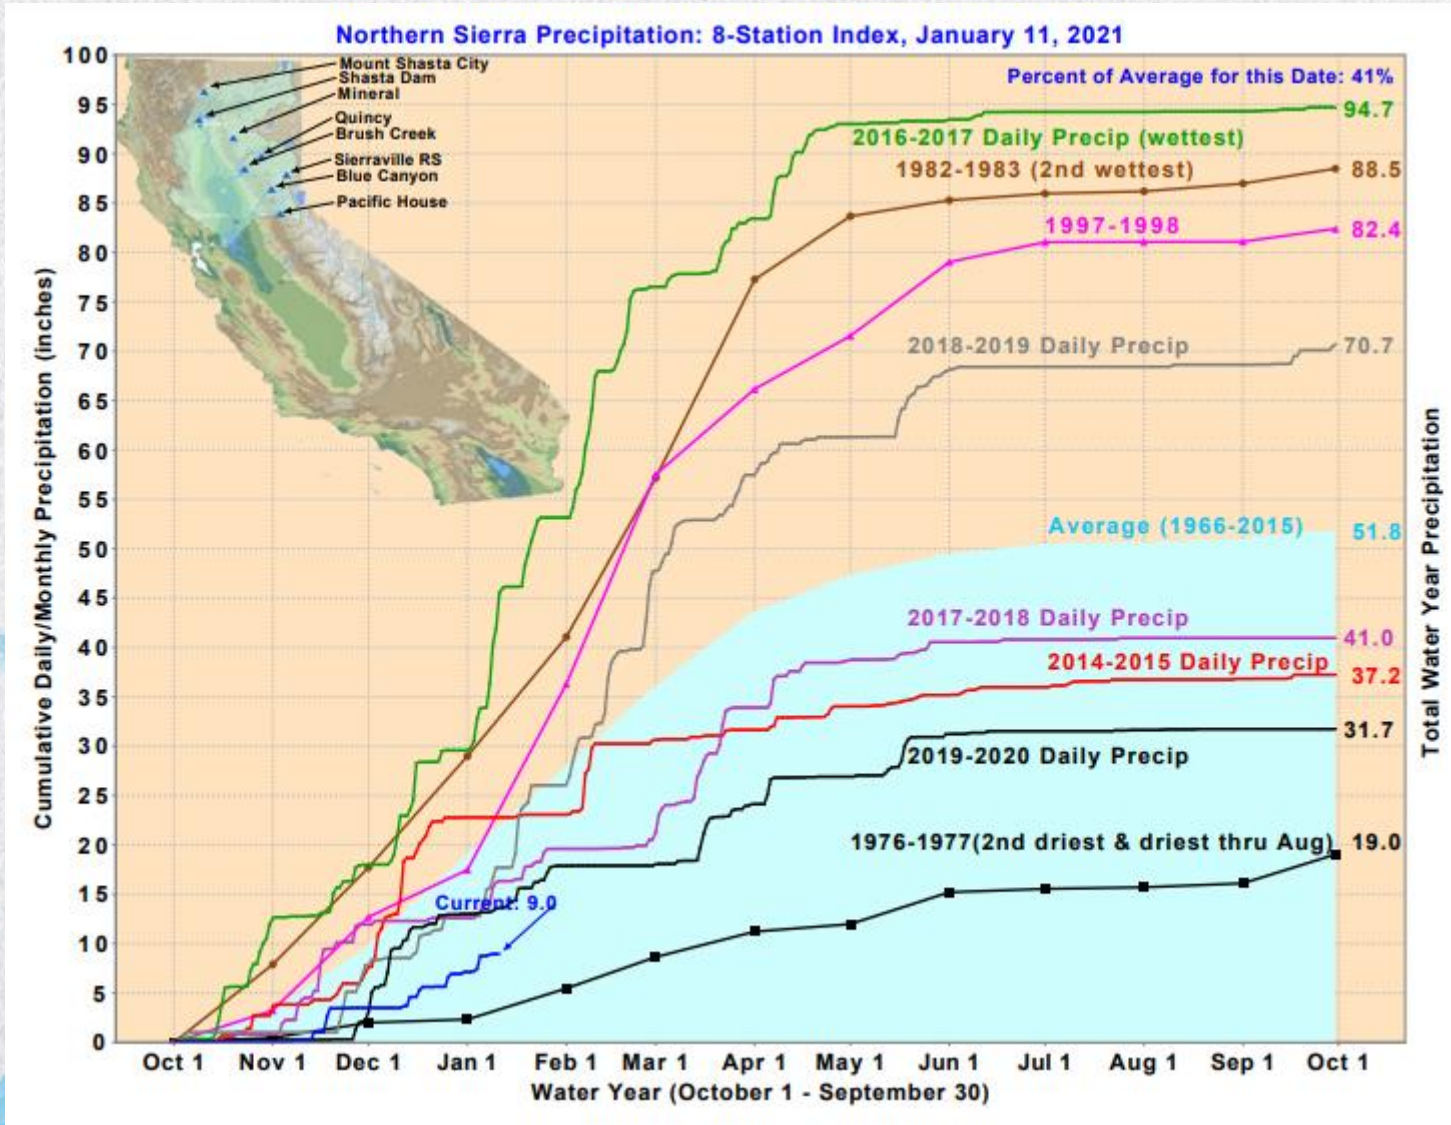 Northern Sierra Precipitation: 8-Station Index, January 11, 2021
Percent of Average for this Date: 41%
Mount Shasta City
Shasta Dam
Mineral
Quincy
Brush Creek
Sierraville RS
Blue Canyon
Pacific House
2016-2017 Daily Precip (wettest)
94.7
1982-1983 (2nd wettest)
88.5
1997-1998
82.4
2018-2019 Daily Precip
70.7
Average (1966-2015)
51.8
2017-2018 Daily Precip
41.0
2014-2015 Daily Precip
37.2
2019-2020 Daily Precip
31.7
1976-1977(2nd driest & driest thru Aug)
19.0
Current: 9.0
Cumulative Daily/Monthly Precipitation (inches)
100
95
90
85
80
75
70
65
60
55
50
45
40
35
30
25
20
15
10
5
0
Total Water Year Precipitation
Oct 1 Nov 1 Dec 1 Jan 1 Feb 1 Mar 1 Apr 1 May 1 Jun 1 Jul 1 Aug 1 Sep 1 Oct 1
Water Year (October 1 - September 30)